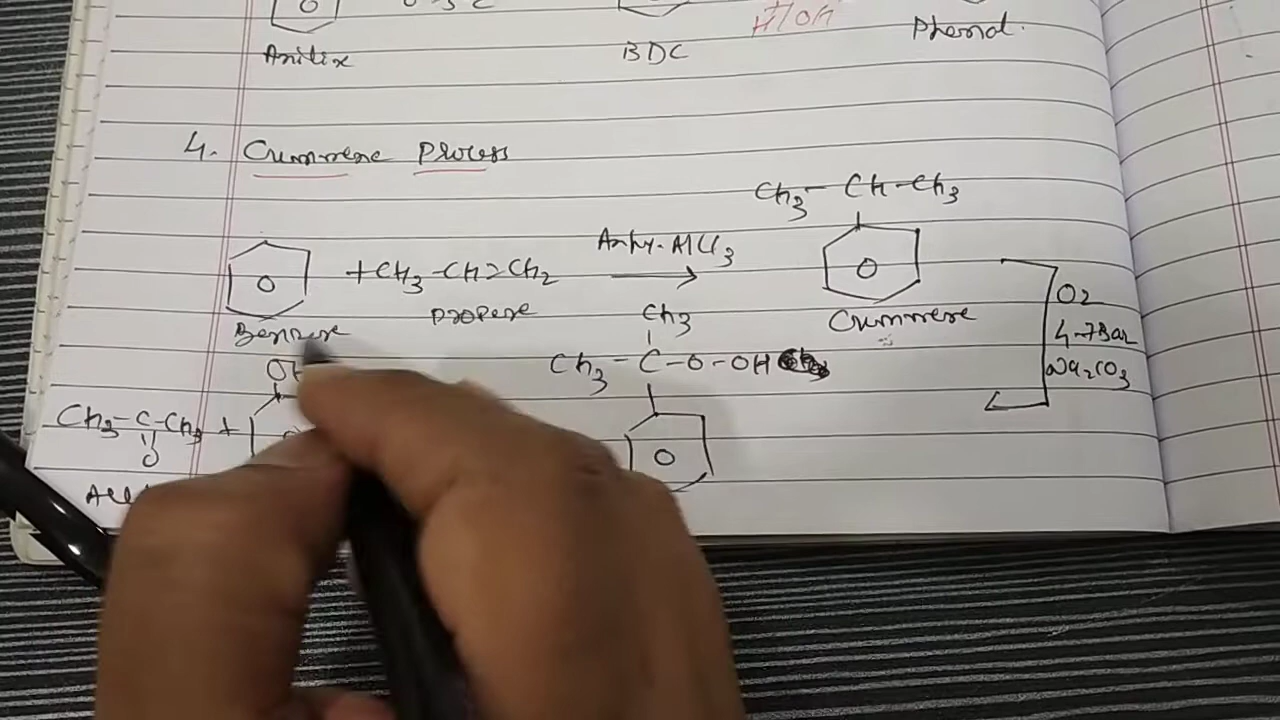 H / OH
Phenol.
Anilix
BDC
4. Cummene Process
CH3 - CH - CH3
Anhy. AlCl3
+ CH3 - CH = CH2
Propene
Benzene
Cummene
O2
4-7 Bar
Na2CO3
CH3
CH3 - C - O - OH
OH
CH3 - C - CH3 +
O